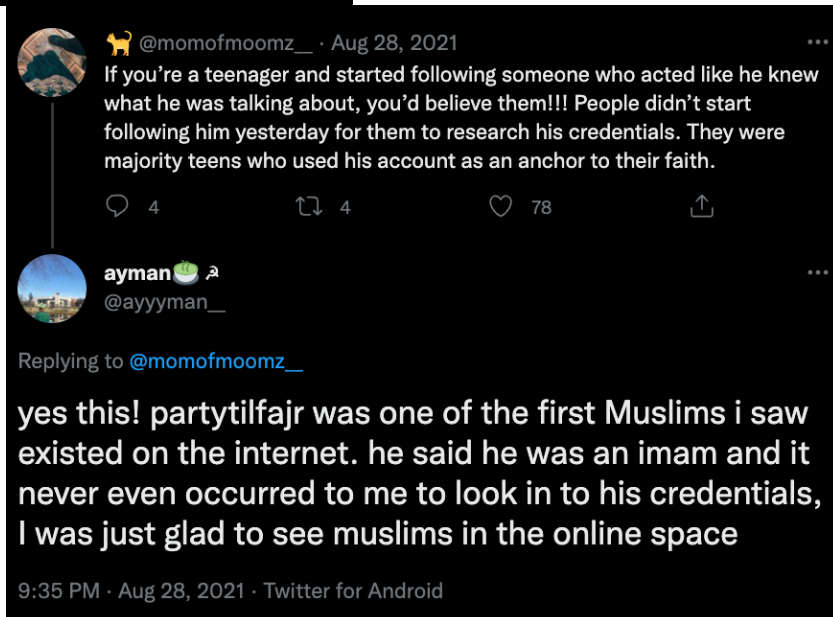 🐈 @momofmoomz__ · Aug 28, 2021
If you're a teenager and started following someone who acted like he knew
what he was talking about, you'd believe them!!! People didn't start
following him yesterday for them to research his credentials. They were
majority teens who used his account as an anchor to their faith.
4 4 78
ayman🍵 ☭
@ayyyman__
Replying to @momofmoomz__
yes this! partytilfajr was one of the first Muslims i saw
existed on the internet. he said he was an imam and it
never even occurred to me to look in to his credentials,
I was just glad to see muslims in the online space
9:35 PM · Aug 28, 2021 · Twitter for Android